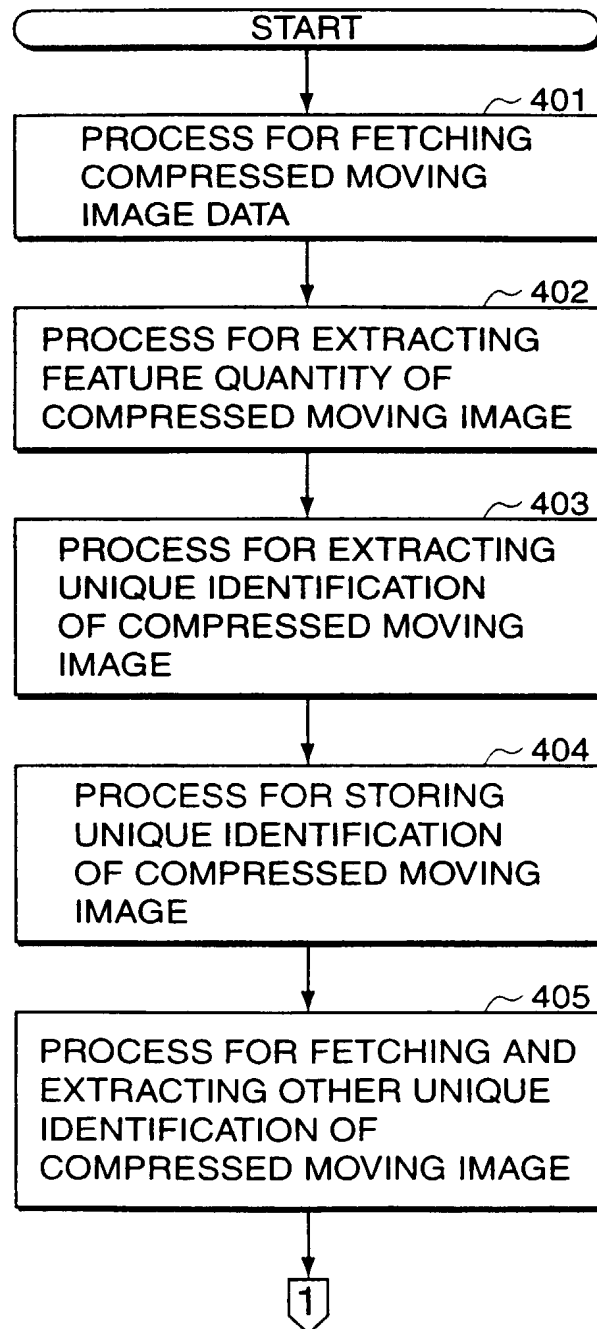 START
401
PROCESS FOR FETCHING
COMPRESSED MOVING
IMAGE DATA
402
PROCESS FOR EXTRACTING
FEATURE QUANTITY OF
COMPRESSED MOVING IMAGE
403
PROCESS FOR EXTRACTING
UNIQUE IDENTIFICATION
OF COMPRESSED MOVING
IMAGE
404
PROCESS FOR STORING
UNIQUE IDENTIFICATION
OF COMPRESSED MOVING
IMAGE
405
PROCESS FOR FETCHING AND
EXTRACTING OTHER UNIQUE
IDENTIFICATION OF
COMPRESSED MOVING IMAGE
1